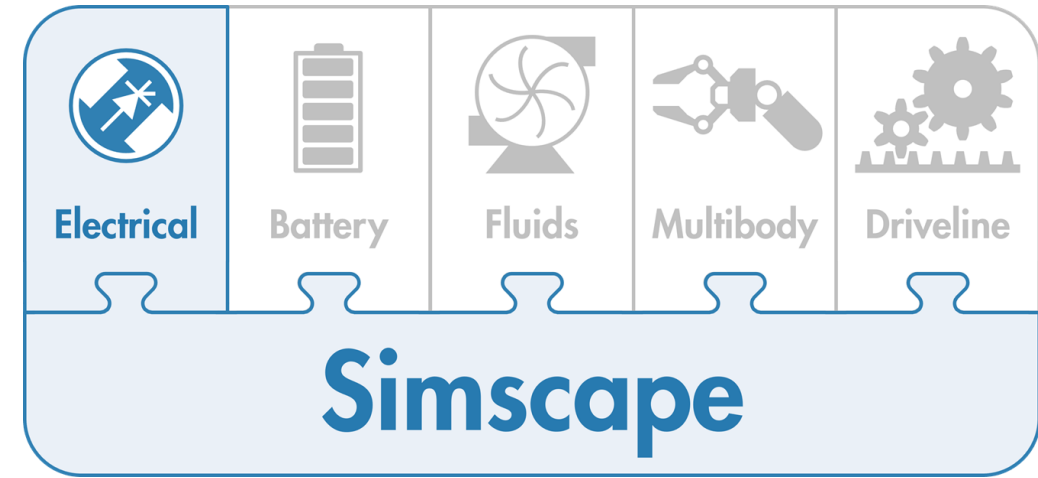 Electrical
Battery
Fluids
Multibody
Driveline
Simscape